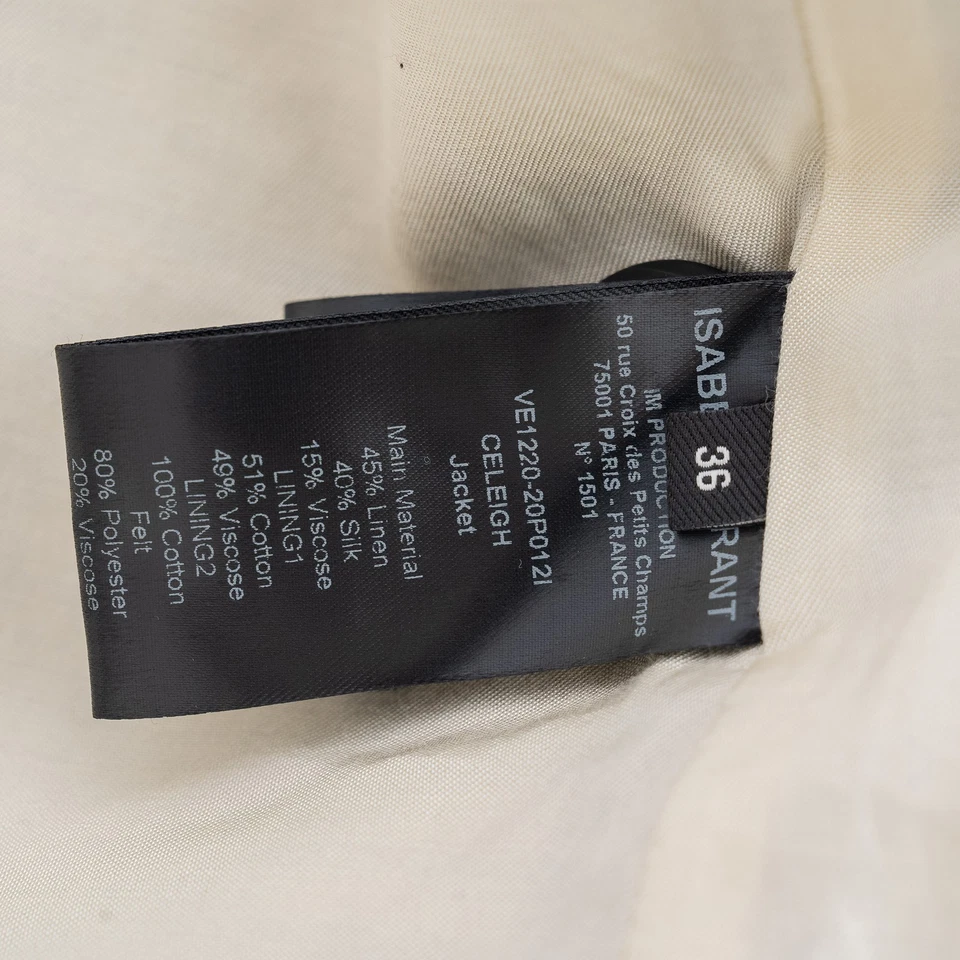 ISABE RANT
36
IM PRODUCTION
50 rue Croix des Petits Champs
75001 PARIS - FRANCE
N° 1501
VE1220-20P012I
CELEIGH
Jacket
Main Material
45% Linen
40% Silk
15% Viscose
LINING1
51% Cotton
49% Viscose
LINING2
100% Cotton
Felt
80% Polyester
20% Viscose